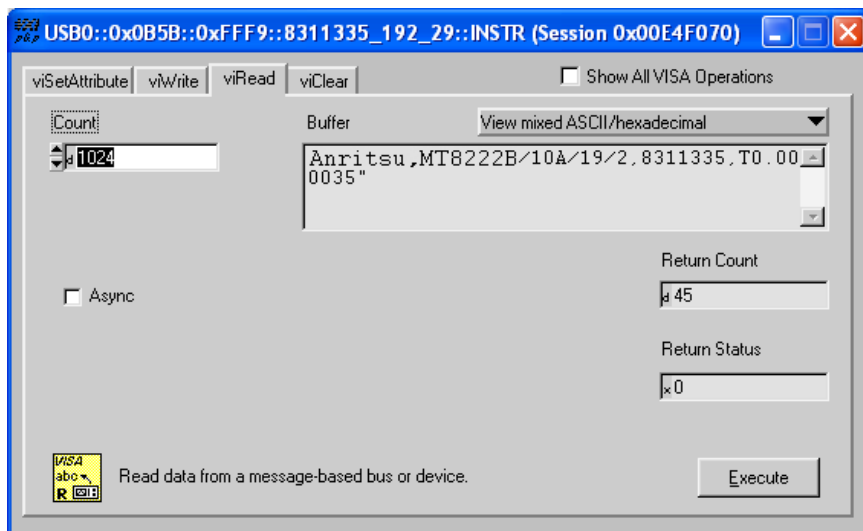 USB0::0x0B5B::0xFFF9::8311335_192_29::INSTR (Session 0x00E4F070)
viSetAttribute viWrite viRead viClear Show All VISA Operations
Count Buffer View mixed ASCII/hexadecimal
d 1024
Anritsu,MT8222B/10A/19/2,8311335,T0.00
0035"
Return Count
Async d 45
Return Status
x 0
VISA
abc
R
Read data from a message-based bus or device. Execute